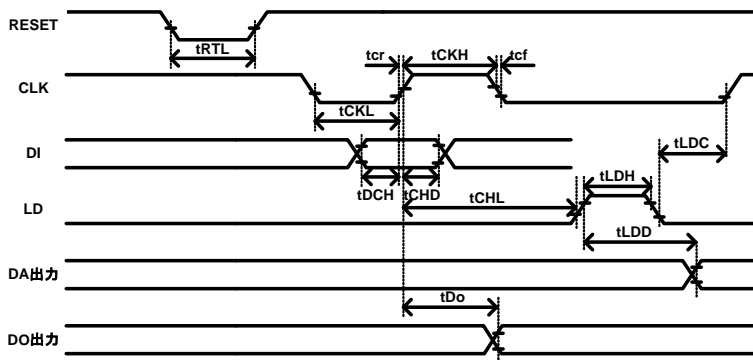 RESET
tRTL
tcr
tCKH
tcf
CLK
tCKL
DI
tLDC
tDCH
tCHD
tLDH
LD
tCHL
tLDD
DA出力
tDo
DO出力